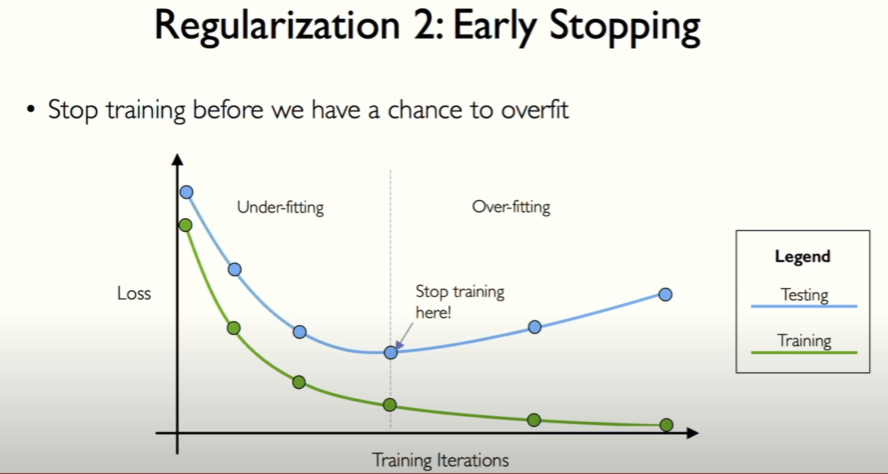 Regularization 2: Early Stopping
• Stop training before we have a chance to overfit
Under-fitting
Over-fitting
Loss
Stop training
here!
Legend
Testing
Training
Training Iterations